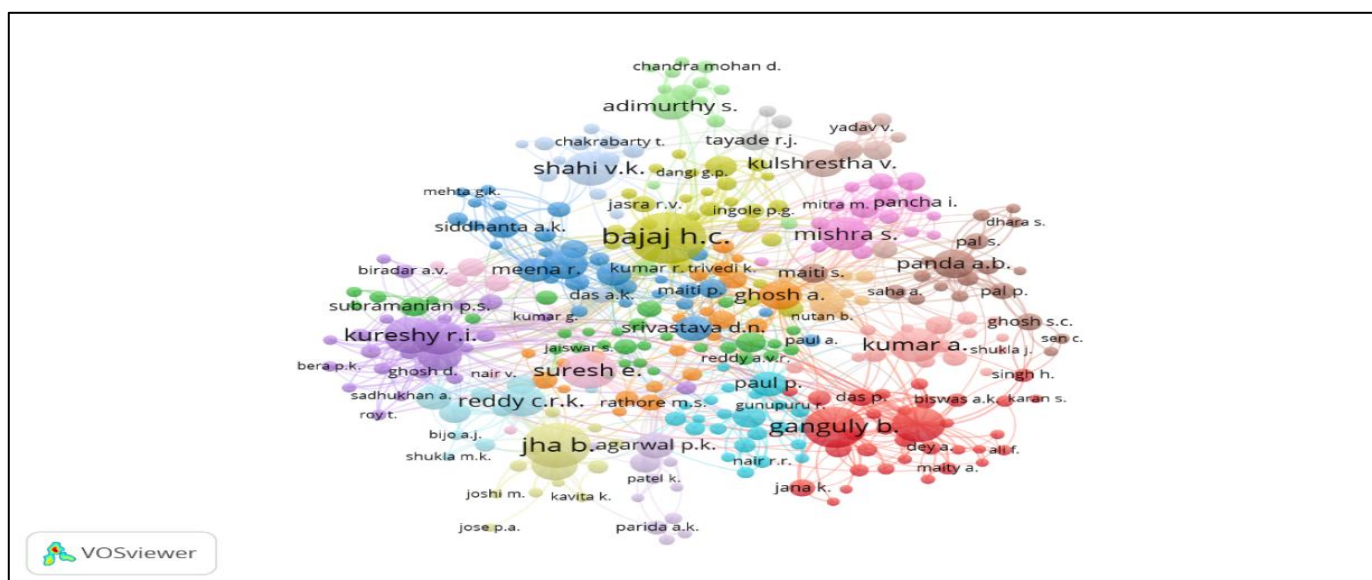 chandra mohan d.
adimurthy s.
chakrabarty t.
tayade r.j.
yadav v.
shahi v.k.
dangi g.p.
kulshrestha v.
mehta g.k.
jasra r.v.
ingole p.g.
mitra m.
pancha i.
siddhanta a.k.
bajaj h.c.
mishra s.
dhara s.
pal s.
biradar a.v.
meena r.
kumar r.
trivedi k.
maiti s.
panda a.b.
subramanian p.s.
das a.k.
maiti p.
ghosh a.
saha a.
pal p.
kumar g.
nutan b.
kureshy r.i.
srivastava d.n.
ghosh s.c.
jaiswar s.
reddy a.v.r.
paul a.
kumar a.
shukla j.
sen c.
bera p.k.
ghosh d.
nair v.
suresh e.
paul p.
singh h.
sadhukhan a.
reddy c.r.k.
rathore m.s.
gunupuru r.
das p.
biswas a.k.
karan s.
roy t.
ganguly b.
bijo a.j.
jha b.
agarwal p.k.
dey a.
ali f.
shukla m.k.
nair r.r.
maity a.
joshi m.
kavita k.
patel k.
jana k.
jose p.a.
parida a.k.
VOSviewer